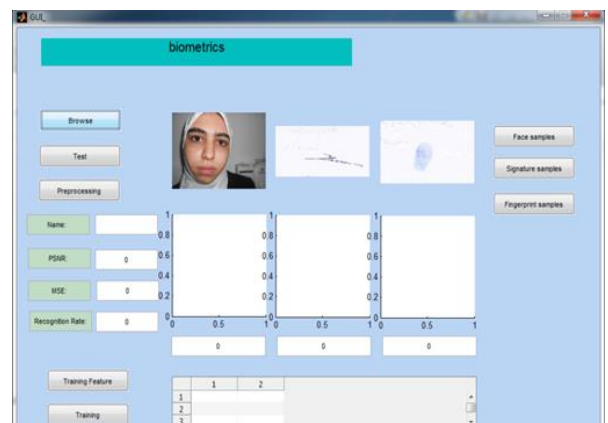 GUI_
biometrics
Browse
Test
Preprocessing
Face samples
Signature samples
Fingerprint samples
Name:
PSNR: 0
MSE: 0
Recognition Rate: 0
1 1 1
0.8 0.8 0.8
0.6 0.6 0.6
0.4 0.4 0.4
0.2 0.2 0.2
0 0 0
0 0.5 1 0 0.5 1 0 0.5 1
0 0 0
Training Feature
Training
1 2
1
2
3